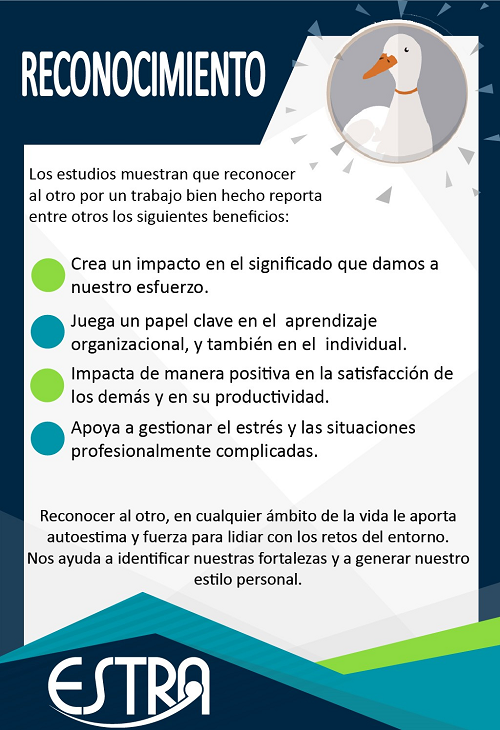 RECONOCIMIENTO
Los estudios muestran que reconocer
al otro por un trabajo bien hecho reporta
entre otros los siguientes beneficios:
Crea un impacto en el significado que damos a
nuestro esfuerzo.
Juega un papel clave en el aprendizaje
organizacional, y también en el individual.
Impacta de manera positiva en la satisfacción de
los demás y en su productividad.
Apoya a gestionar el estrés y las situaciones
profesionalmente complicadas.
Reconocer al otro, en cualquier ámbito de la vida le aporta
autoestima y fuerza para lidiar con los retos del entorno.
Nos ayuda a identificar nuestras fortalezas y a generar nuestro
estilo personal.
ESTRA